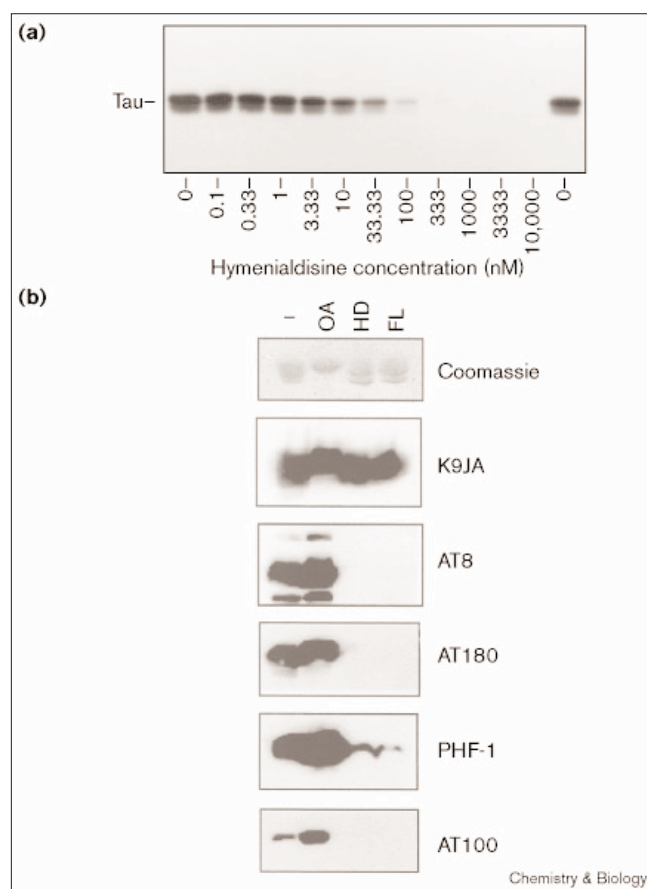 (a)
Tau–
0–
0.1–
0.33–
1–
3.33–
10–
33.33–
100–
333–
1000–
3333–
10,000–
0–
Hymenialdisine concentration (nM)
(b)
–
OA
HD
FL
Coomassie
K9JA
AT8
AT180
PHF-1
AT100
Chemistry & Biology